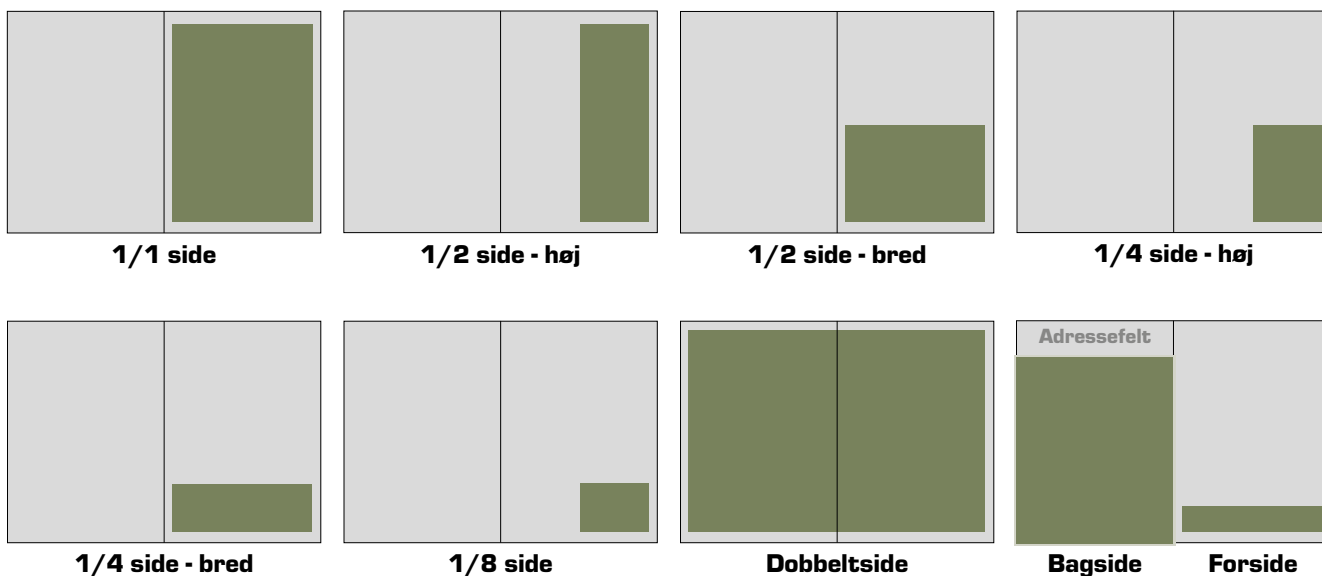 1/1 side
1/2 side - høj
1/2 side - bred
1/4 side - høj
Adressefelt
1/4 side - bred
1/8 side
Dobbeltside
Bagside
Forside